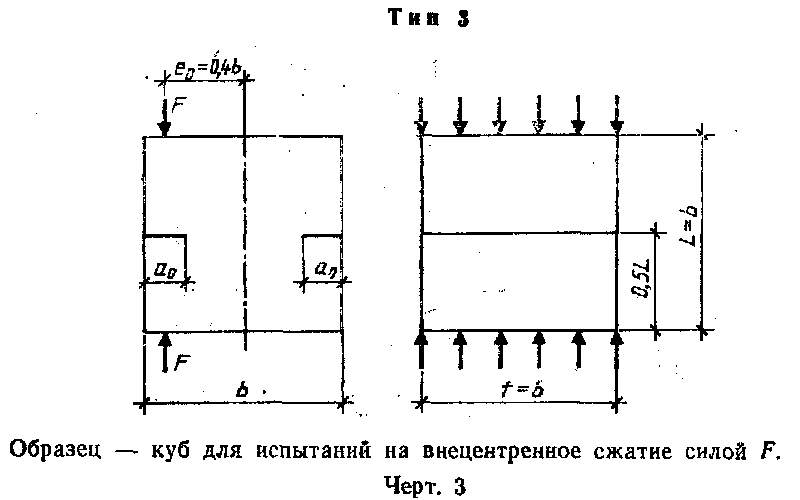 Тип 3
e₀=0,4b
F
a₀
a₀
F
b
L=b
0,5L
t=b
Образец — куб для испытаний на внецентренное сжатие силой F.
Черт. 3